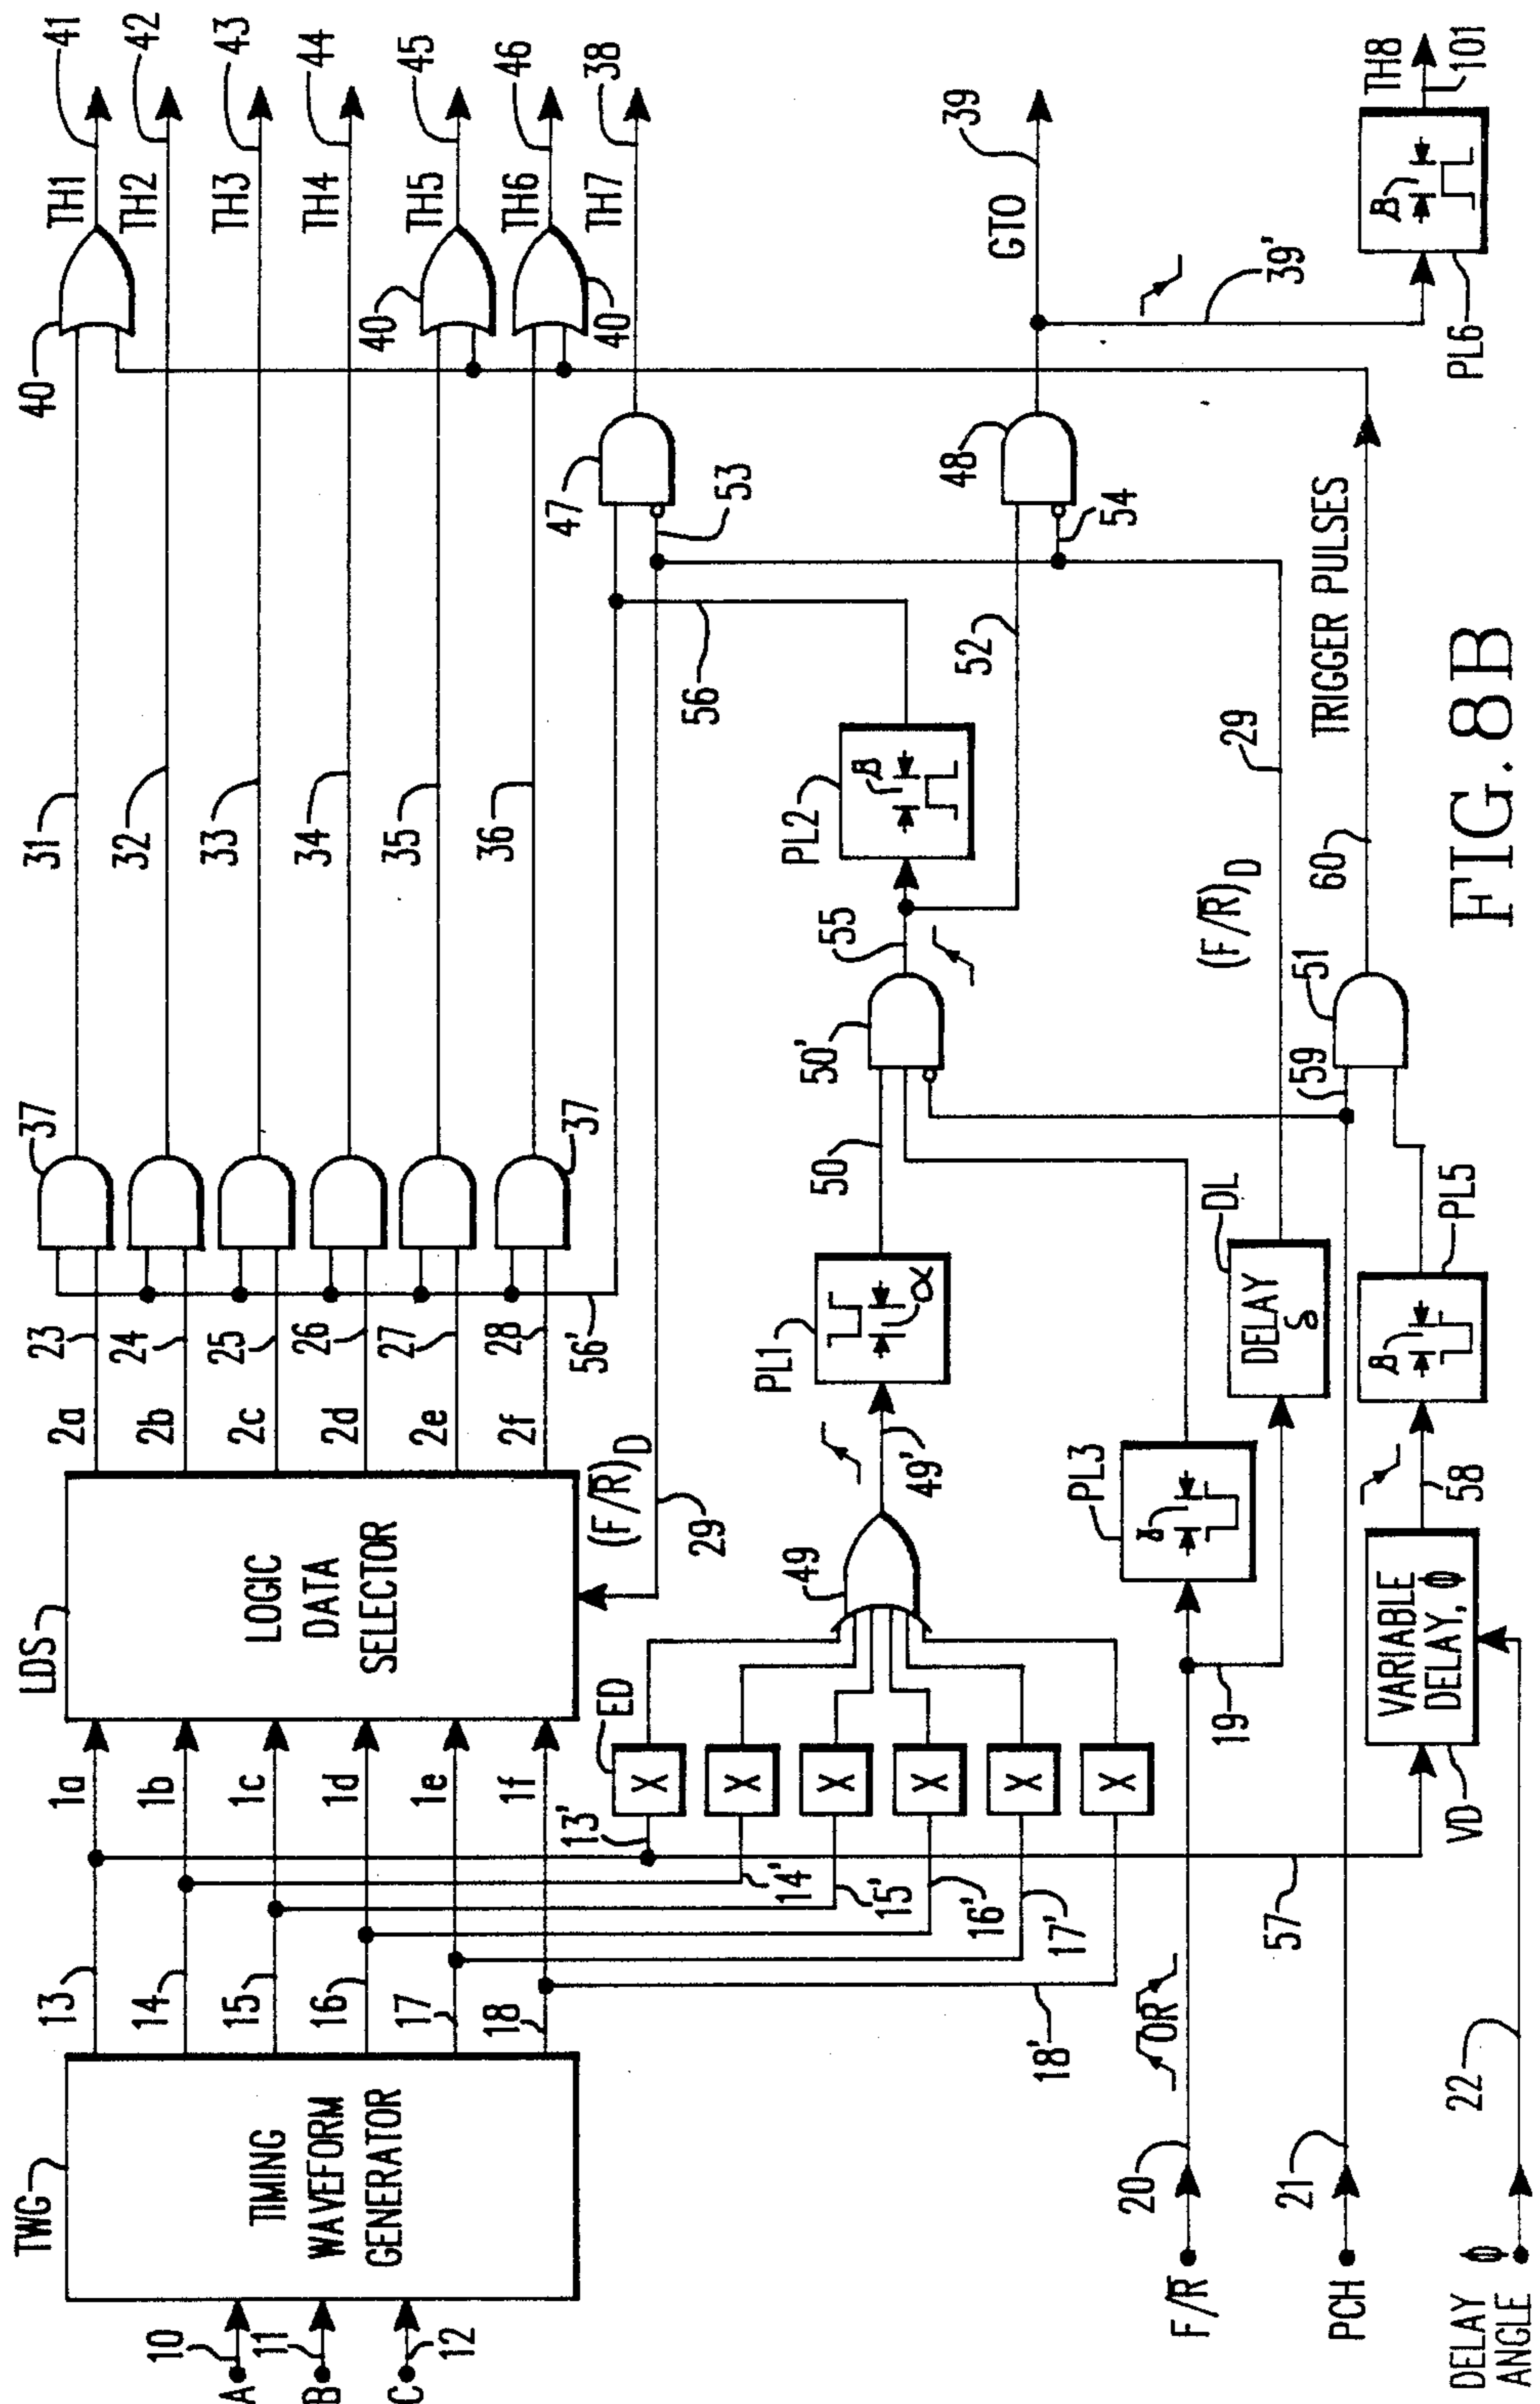 TWG
TIMING
WAVEFORM
GENERATOR
A
B
C
10
11
12
13
14
15
16
17
18
1a
1b
1c
1d
1e
1f
LDS
LOGIC
DATA
SELECTOR
2a
2b
2c
2d
2e
2f
23
24
25
26
27
28
56'
37
37
31
32
33
34
35
36
40
40
40
TH1
TH2
TH3
TH4
TH5
TH6
TH7
41
42
43
44
45
46
38
(F/R̅)D
29
13'
14'
15'
16'
17'
18'
ED
X
X
X
X
X
X
49
49'
PL1
α
50
50'
55
PL2
β
56
52
47
53
48
54
GTO
39
39'
PL6
β
TH8
101
F/R̅
20
OR
19
PL3
γ
DELAY
δ
DL
(F/R̅)D
29
PCH
21
57
59
51
60
TRIGGER PULSES
DELAY ϕ
ANGLE
22
VD
VARIABLE
DELAY, ϕ
58
PL5
β
FIG. 8B